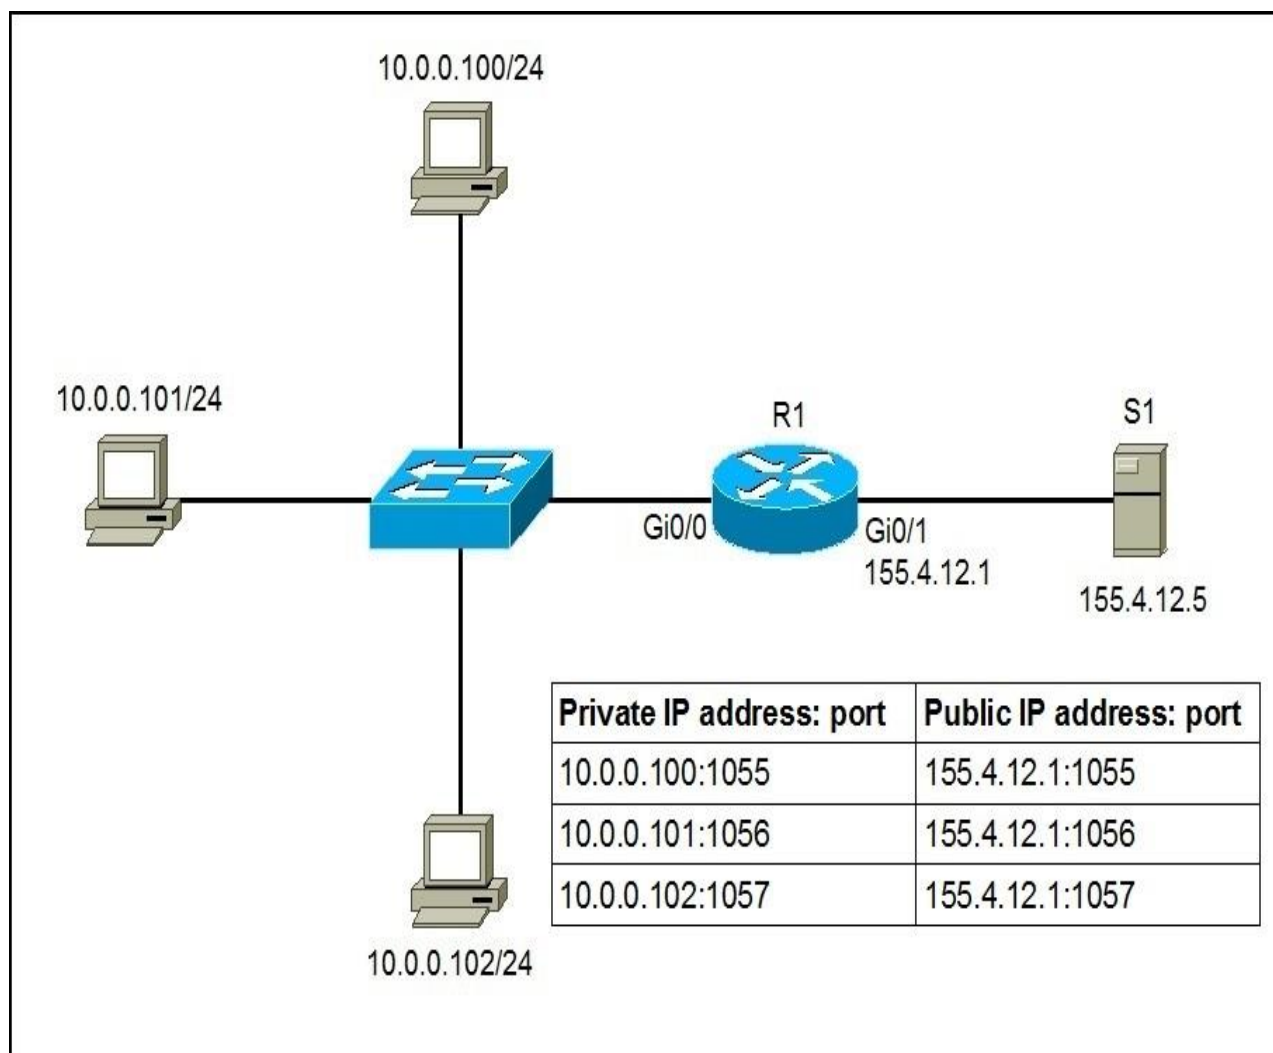 10.0.0.100/24
10.0.0.101/24
R1
S1
Gi0/0
Gi0/1
155.4.12.1
155.4.12.5
Private IP address: port Public IP address: port
10.0.0.100:1055 155.4.12.1:1055
10.0.0.101:1056 155.4.12.1:1056
10.0.0.102:1057 155.4.12.1:1057
10.0.0.102/24